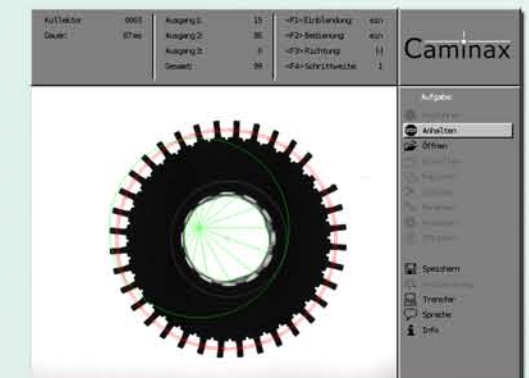 Kollektor 0003
Dauer: 87ms
Ausgang1: 15
Ausgang2: 85
Ausgang3: 0
Gesamt: 99
<F1>Einblendung: ein
<F2>Bedienung: ein
<F3>Richtung:
<F4>Schrittweite: 1
Caminax
Aufgabe:
Anhalten
Öffnen
Speichern
Transfer
Sprache
Info